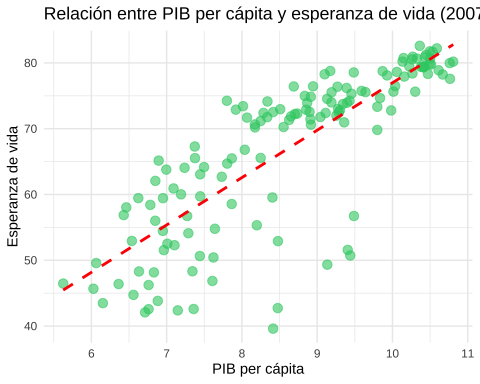 Relación entre PIB per cápita y esperanza de vida (2007
Esperanza de vida
80
70
60
50
40
6 7 8 9 10 11
PIB per cápita